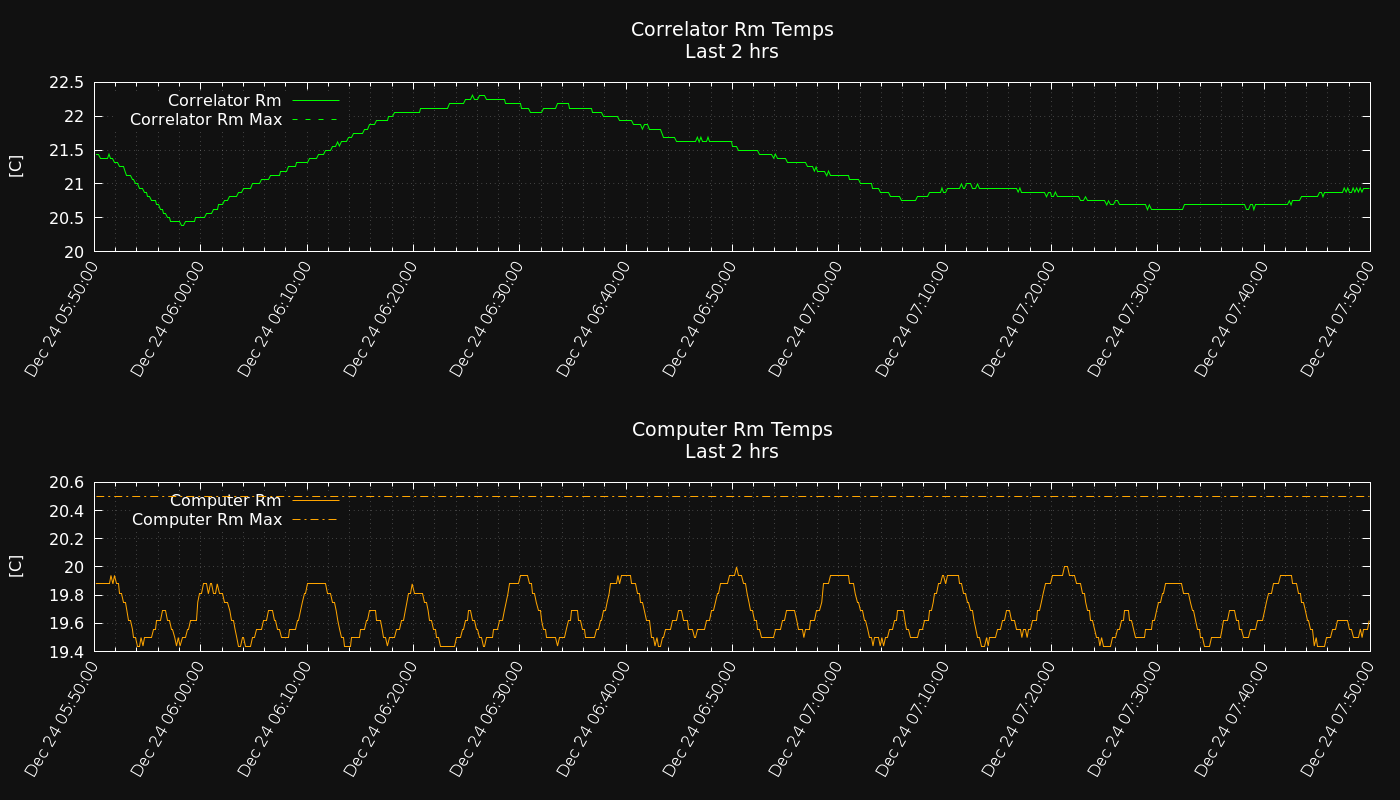 Correlator Rm Temps
Last 2 hrs
22.5
22
21.5
21
20.5
20
[C]
Correlator Rm
Correlator Rm Max
Dec 24 05:50:00
Dec 24 06:00:00
Dec 24 06:10:00
Dec 24 06:20:00
Dec 24 06:30:00
Dec 24 06:40:00
Dec 24 06:50:00
Dec 24 07:00:00
Dec 24 07:10:00
Dec 24 07:20:00
Dec 24 07:30:00
Dec 24 07:40:00
Dec 24 07:50:00
Computer Rm Temps
Last 2 hrs
20.6
20.4
20.2
20
19.8
19.6
19.4
[C]
Computer Rm
Computer Rm Max
Dec 24 05:50:00
Dec 24 06:00:00
Dec 24 06:10:00
Dec 24 06:20:00
Dec 24 06:30:00
Dec 24 06:40:00
Dec 24 06:50:00
Dec 24 07:00:00
Dec 24 07:10:00
Dec 24 07:20:00
Dec 24 07:30:00
Dec 24 07:40:00
Dec 24 07:50:00